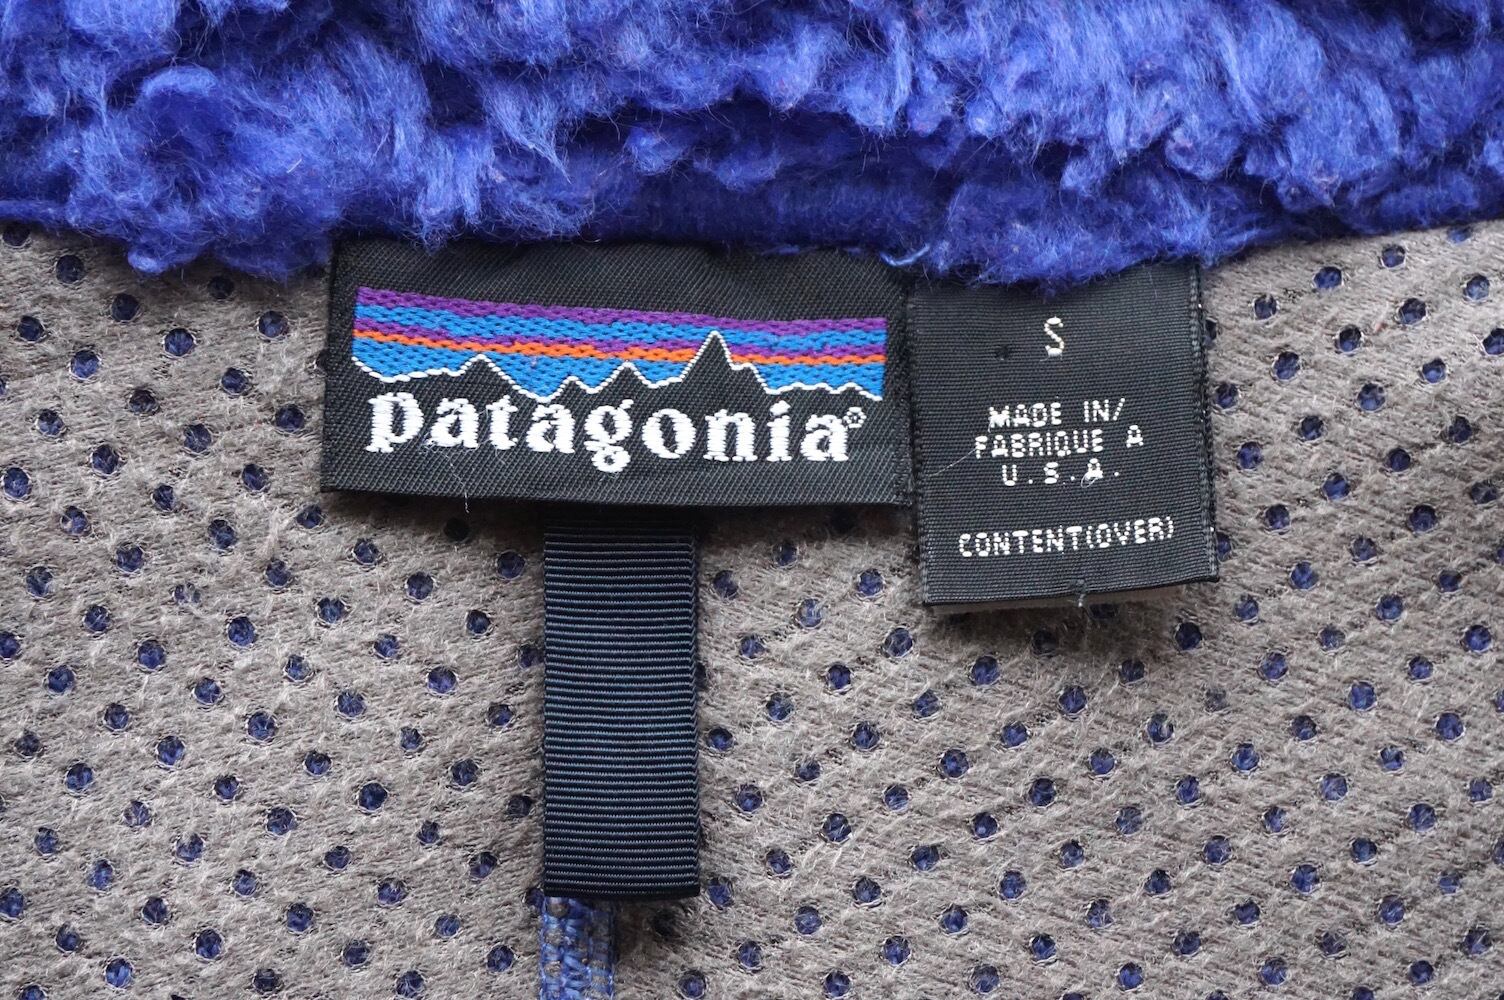 patagonia®
S
MADE IN/
FABRIQUE A
U.S.A.
CONTENT(OVER)